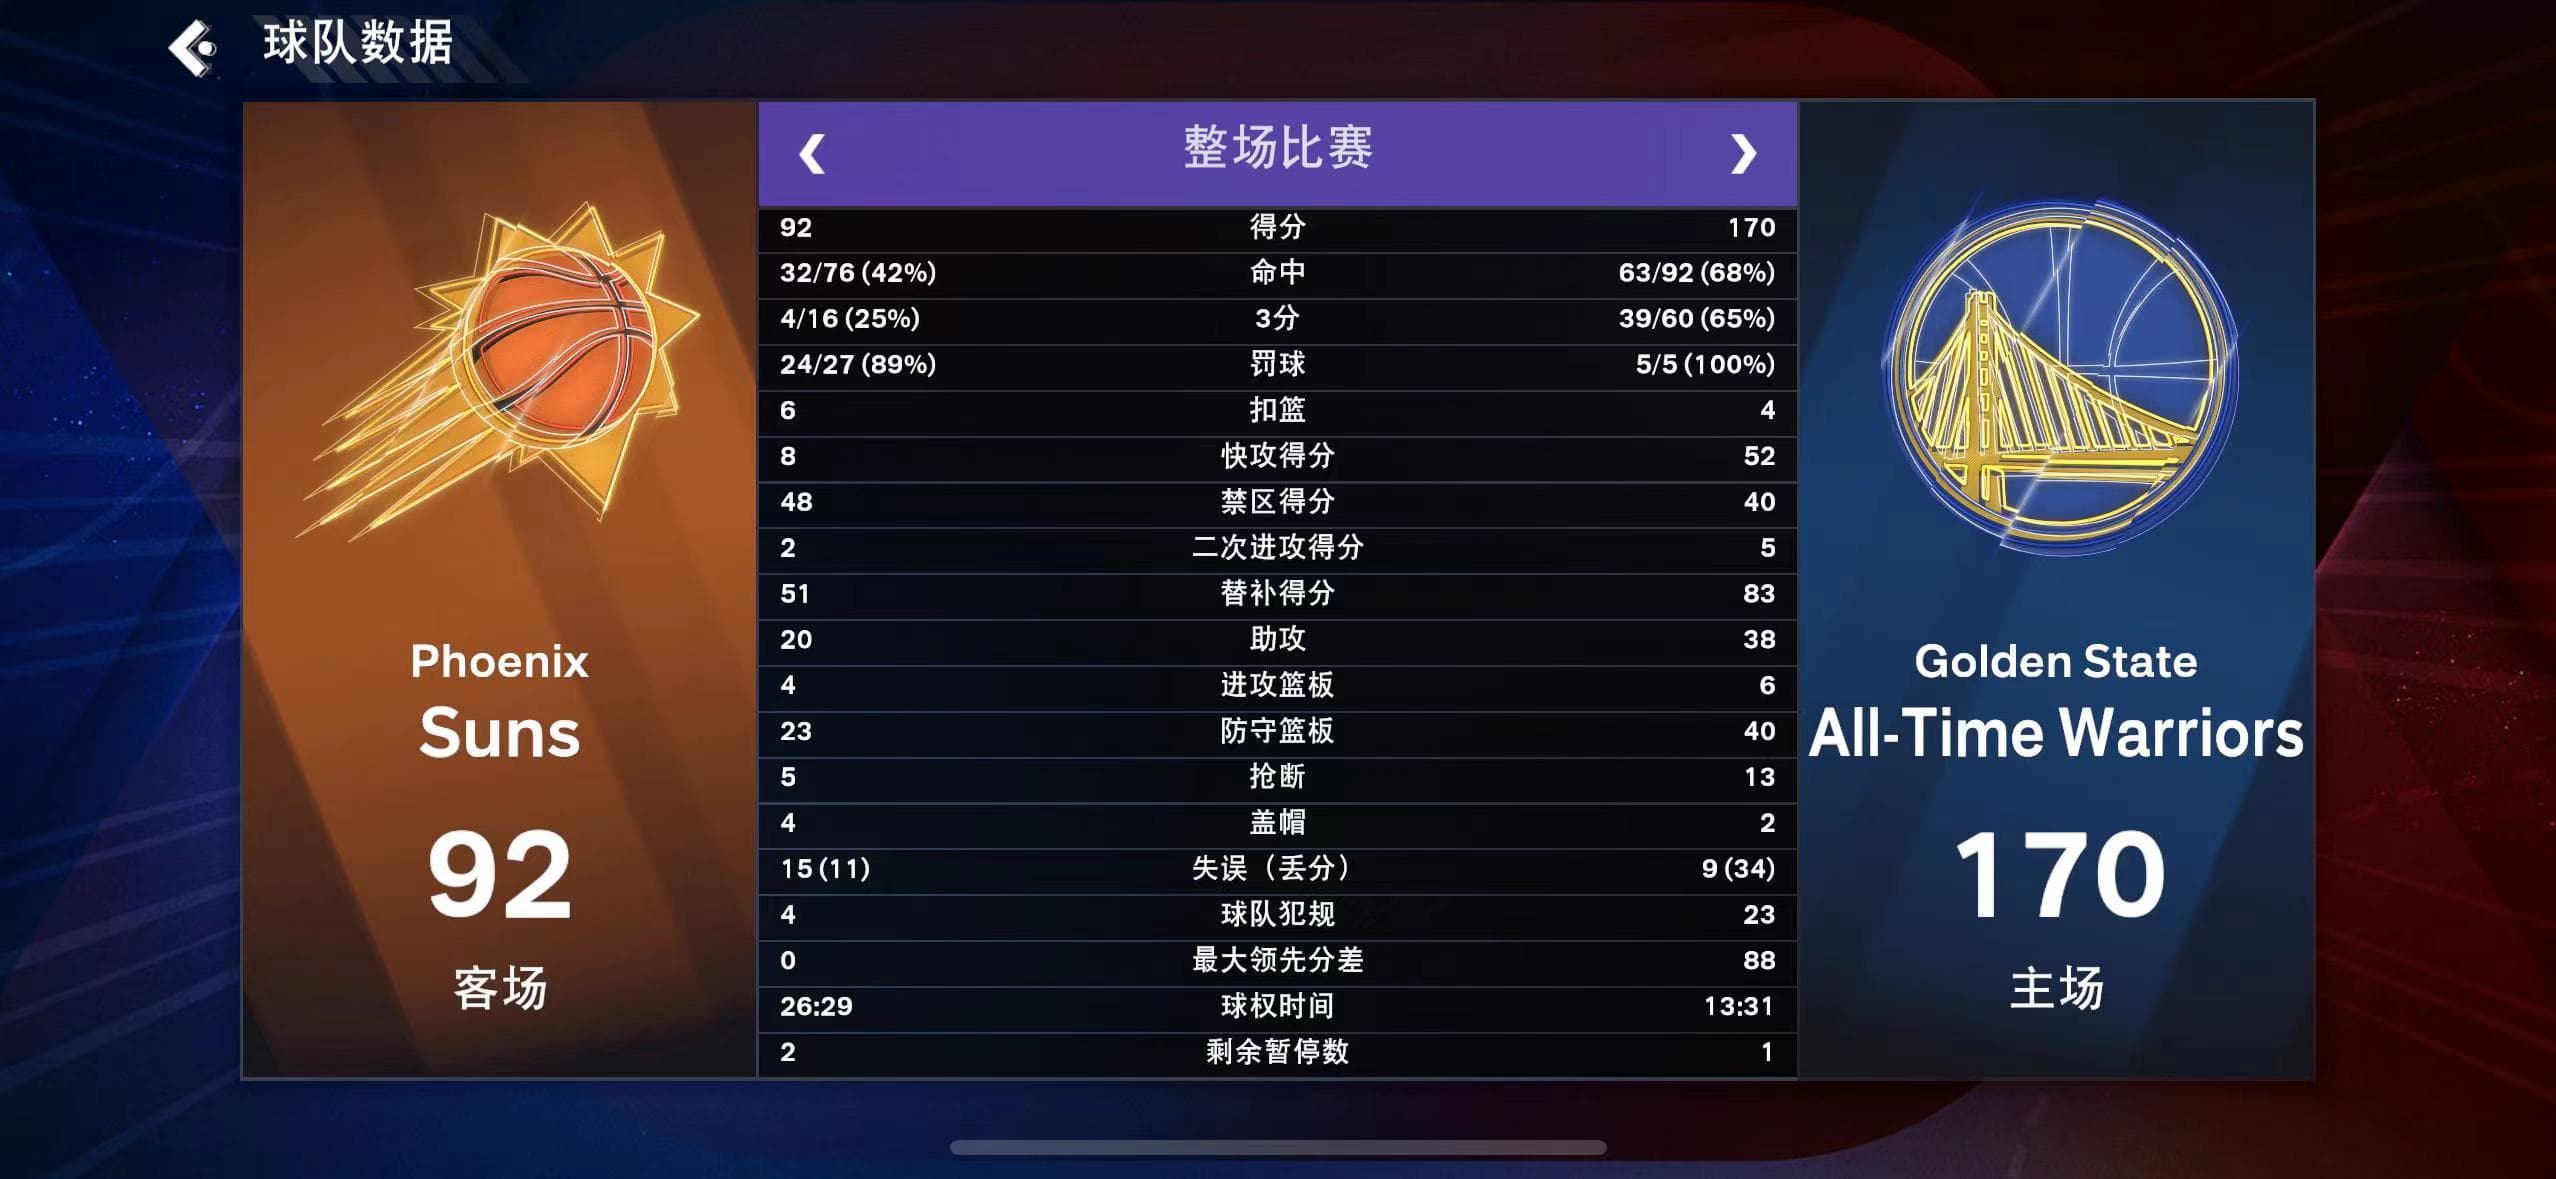 球队数据
整场比赛
92 得分 170
32/76 (42%) 命中 63/92 (68%)
4/16 (25%) 3分 39/60 (65%)
24/27 (89%) 罚球 5/5 (100%)
6 扣篮 4
8 快攻得分 52
48 禁区得分 40
2 二次进攻得分 5
51 替补得分 83
20 助攻 38
4 进攻篮板 6
23 防守篮板 40
5 抢断 13
4 盖帽 2
15 (11) 失误（丢分） 9 (34)
4 球队犯规 23
0 最大领先分差 88
26:29 球权时间 13:31
2 剩余暂停数 1
Phoenix
Suns
92
客场
Golden State
All-Time Warriors
170
主场